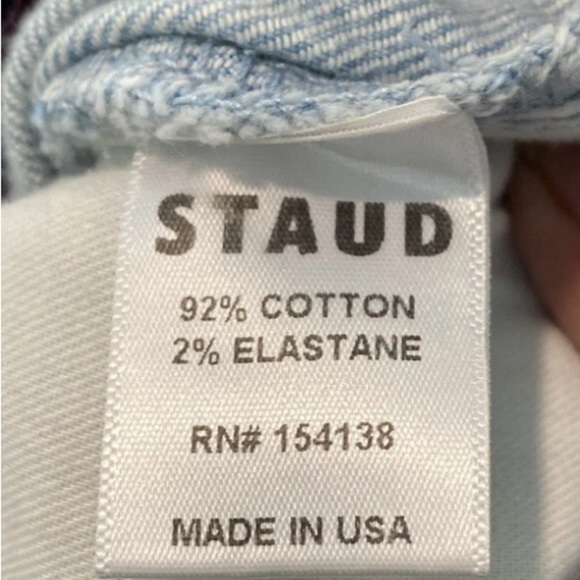 STAUD
92% COTTON
2% ELASTANE
RN# 154138
MADE IN USA